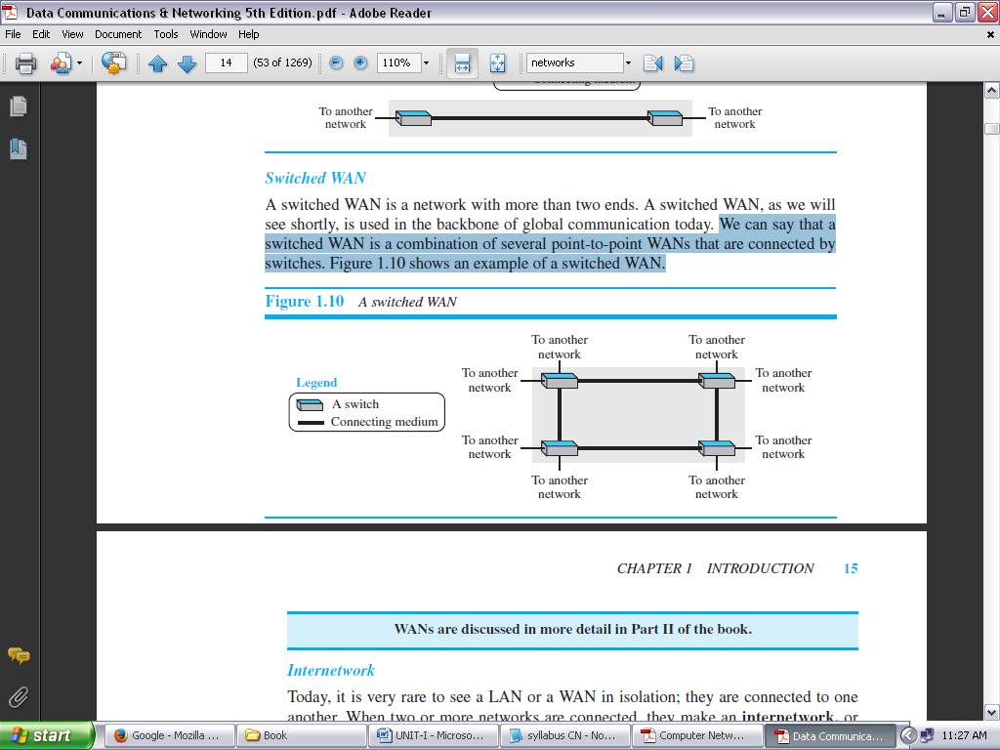 Data Communications & Networking 5th Edition.pdf - Adobe Reader
File Edit View Document Tools Window Help
14 (53 of 1269) 110% networks
To another network
To another network
Switched WAN
A switched WAN is a network with more than two ends. A switched WAN, as we will
see shortly, is used in the backbone of global communication today. We can say that a
switched WAN is a combination of several point-to-point WANs that are connected by
switches. Figure 1.10 shows an example of a switched WAN.
Figure 1.10 A switched WAN
To another network
To another network
To another network
To another network
Legend
A switch
Connecting medium
To another network
To another network
To another network
To another network
CHAPTER 1 INTRODUCTION 15
WANs are discussed in more detail in Part II of the book.
Internetwork
Today, it is very rare to see a LAN or a WAN in isolation; they are connected to one
another. When two or more networks are connected, they make an internetwork, or
start Google - Mozilla ... Book UNIT-I - Microso... syllabus CN - No... Computer Netw... Data Communica... 11:27 AM